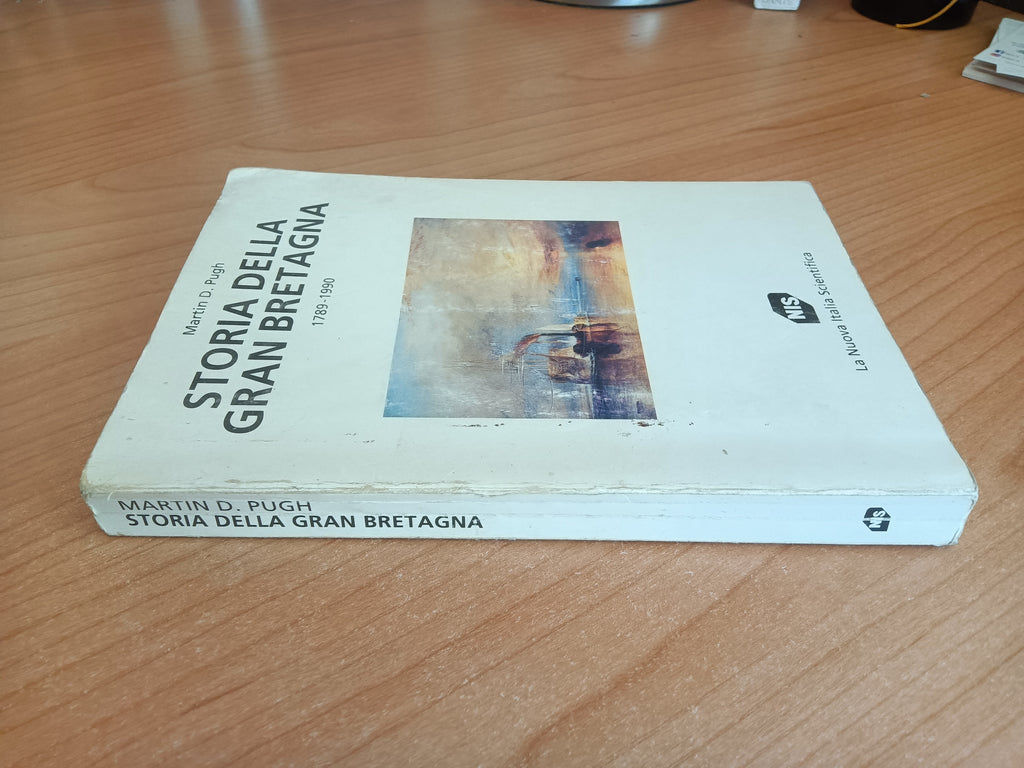 Martin D. Pugh
STORIA DELLA
GRAN BRETAGNA
1789-1990
NIS
La Nuova Italia Scientifica
MARTIN D. PUGH
STORIA DELLA GRAN BRETAGNA
NIS